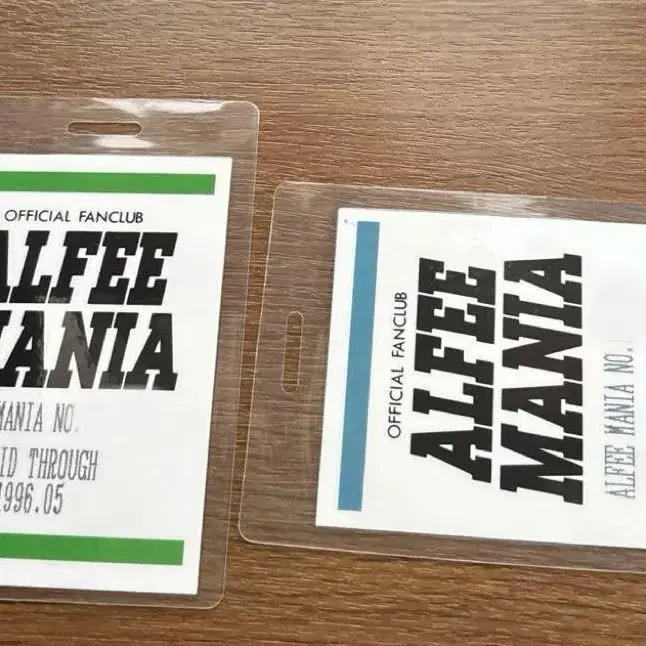 OFFICIAL FANCLUB
ALFEE
MANIA
MANIA NO.
ID THROUGH
1996.05
OFFICIAL FANCLUB
ALFEE
MANIA
ALFEE MANIA NO.